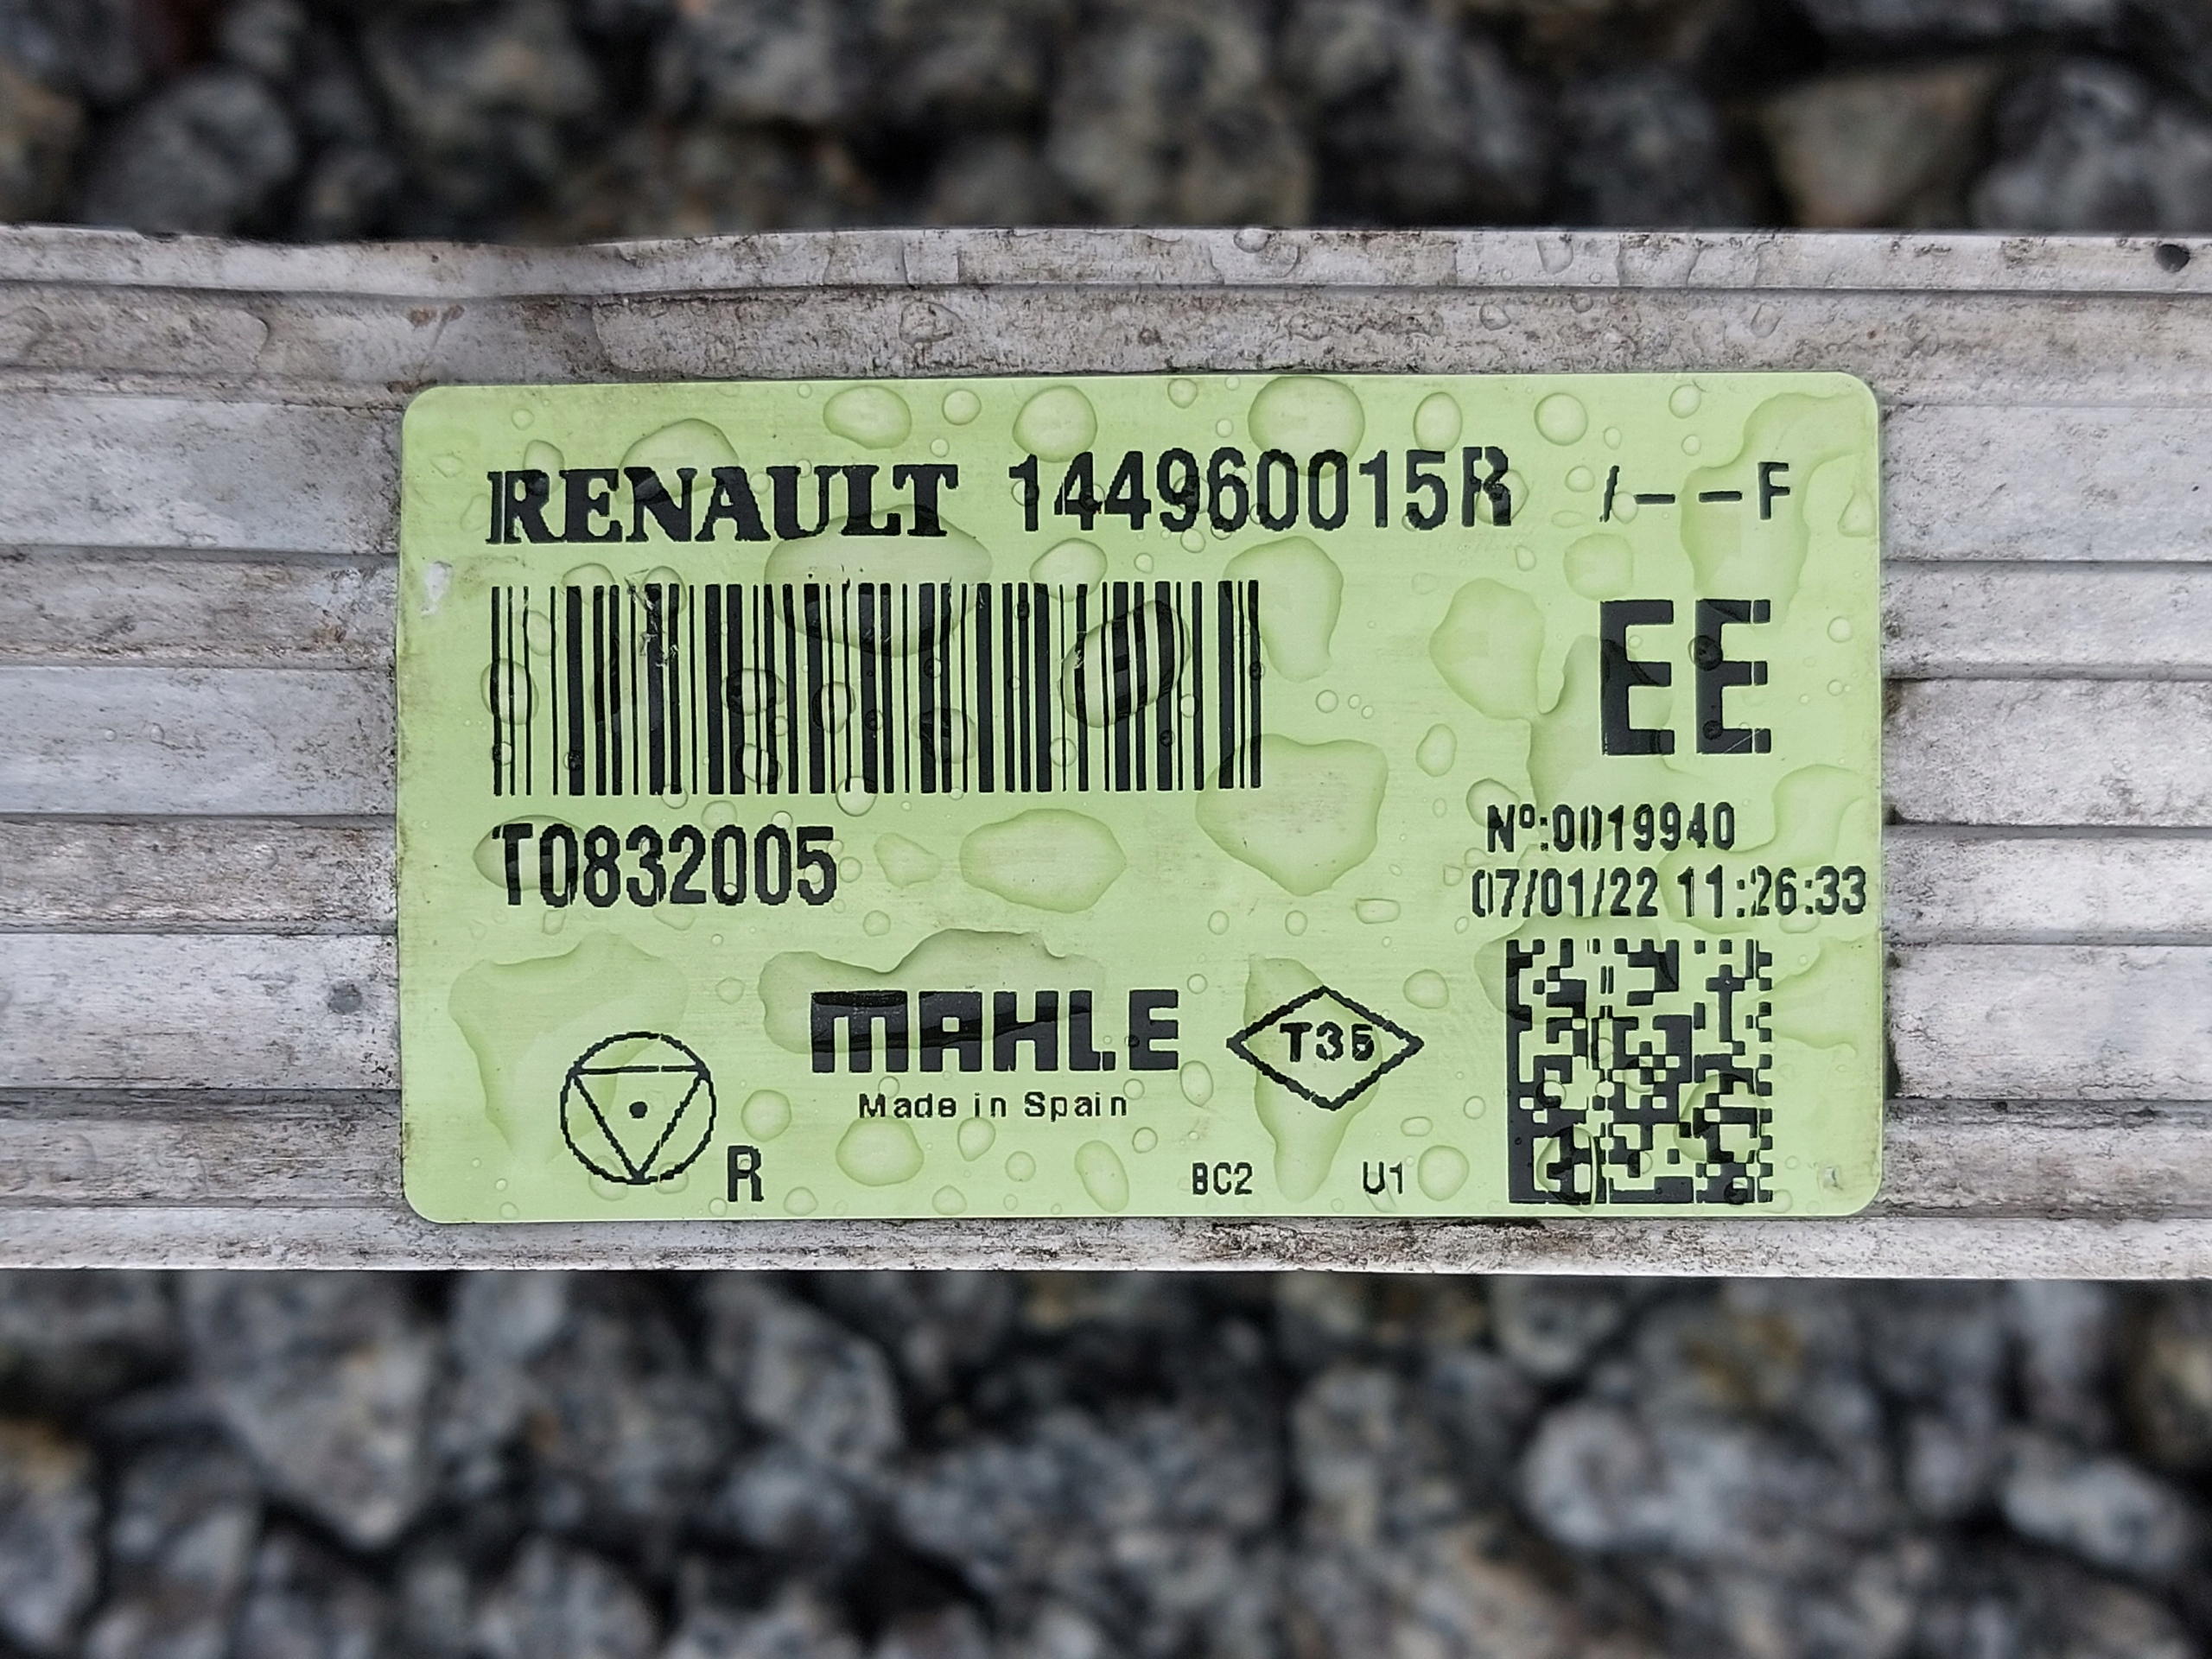 RENAULT 144960015R /--F
EE
T0832005
Nº:0019940
07/01/22 11:26:33
MAHLE
Made in Spain
T35
R
BC2 U1